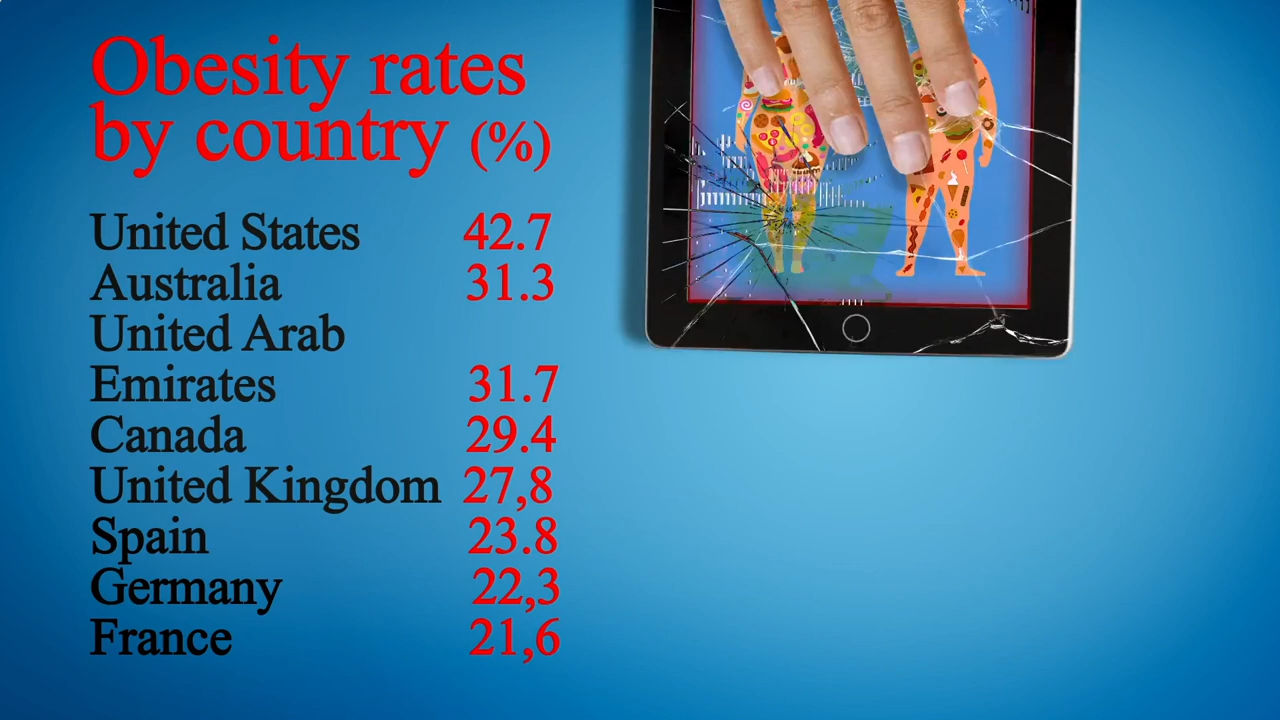 Obesity rates
by country (%)
United States 42.7
Australia 31.3
United Arab
Emirates 31.7
Canada 29.4
United Kingdom 27,8
Spain 23.8
Germany 22,3
France 21,6